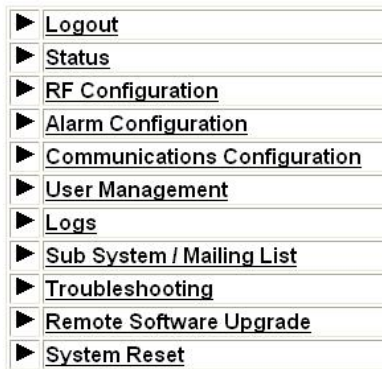 Logout
Status
RF Configuration
Alarm Configuration
Communications Configuration
User Management
Logs
Sub System / Mailing List
Troubleshooting
Remote Software Upgrade
System Reset